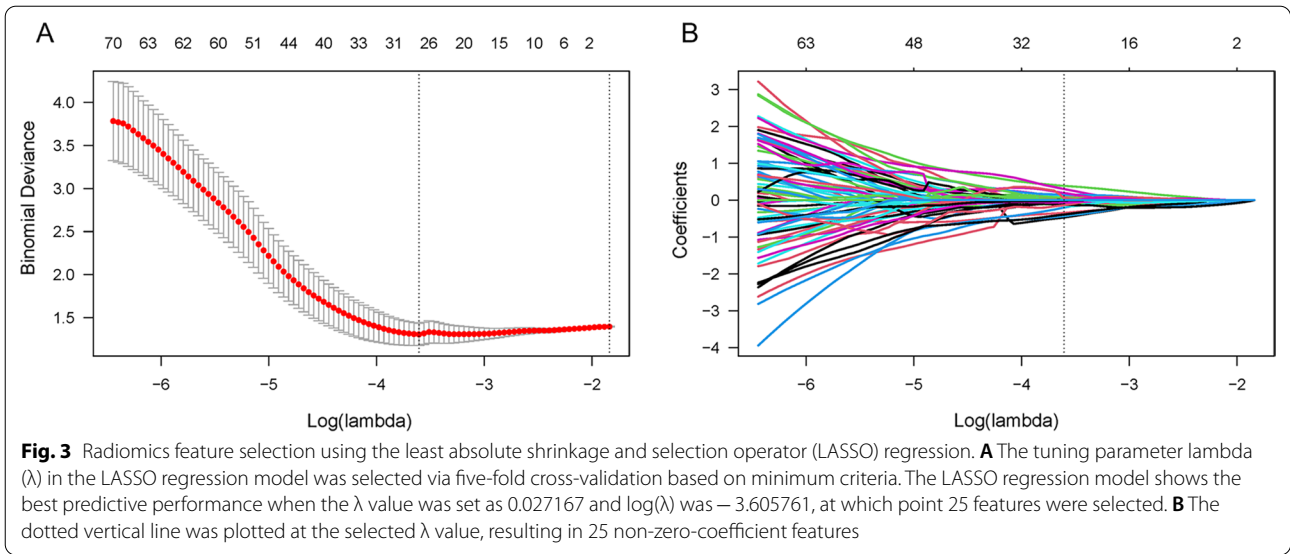 A
70 63 62 60 51 44 40 33 31 26 20 15 10 6 2
Binomial Deviance
4.0
3.5
3.0
2.5
2.0
1.5
−6 −5 −4 −3 −2
Log(lambda)
B
63 48 32 16 2
Coefficients
3
2
1
0
−1
−2
−3
−4
−6 −5 −4 −3 −2
Log(lambda)
Fig. 3 Radiomics feature selection using the least absolute shrinkage and selection operator (LASSO) regression. A The tuning parameter lambda
(λ) in the LASSO regression model was selected via five-fold cross-validation based on minimum criteria. The LASSO regression model shows the
best predictive performance when the λ value was set as 0.027167 and log(λ) was − 3.605761, at which point 25 features were selected. B The
dotted vertical line was plotted at the selected λ value, resulting in 25 non-zero-coefficient features